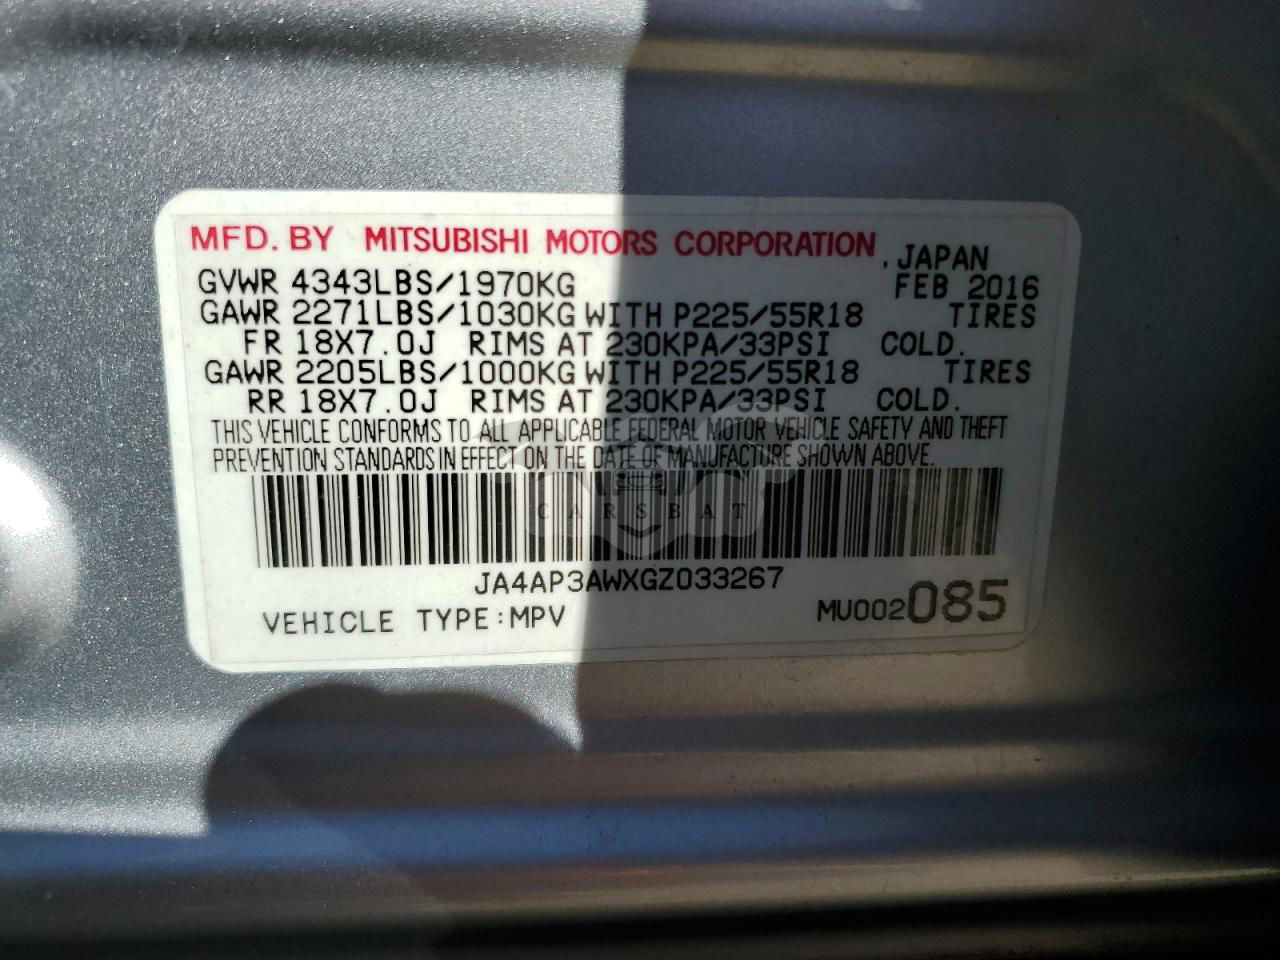 MFD. BY MITSUBISHI MOTORS CORPORATION , JAPAN
GVWR 4343LBS/1970KG FEB 2016
GAWR 2271LBS/1030KG WITH P225/55R18 TIRES
FR 18X7.0J RIMS AT 230KPA/33PSI COLD.
GAWR 2205LBS/1000KG WITH P225/55R18 TIRES
RR 18X7.0J RIMS AT 230KPA/33PSI COLD.
THIS VEHICLE CONFORMS TO ALL APPLICABLE FEDERAL MOTOR VEHICLE SAFETY AND THEFT
PREVENTION STANDARDS IN EFFECT ON THE DATE OF MANUFACTURE SHOWN ABOVE.
CARSBAT
JA4AP3AWXGZ033267
VEHICLE TYPE:MPV MU002085